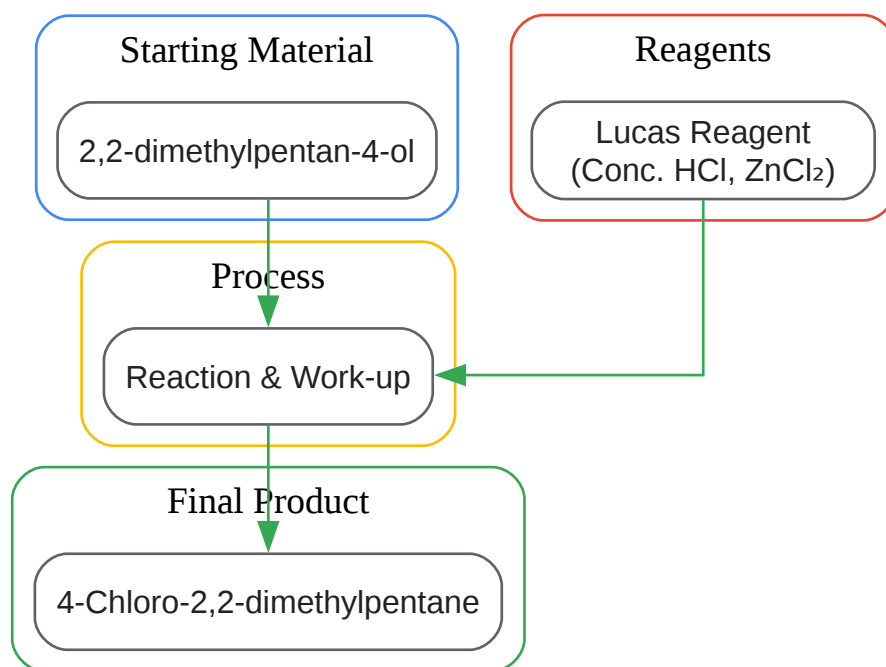 Starting Material
2,2-dimethylpentan-4-ol
Reagents
Lucas Reagent
(Conc. HCl, ZnCl₂)
Process
Reaction & Work-up
Final Product
4-Chloro-2,2-dimethylpentane